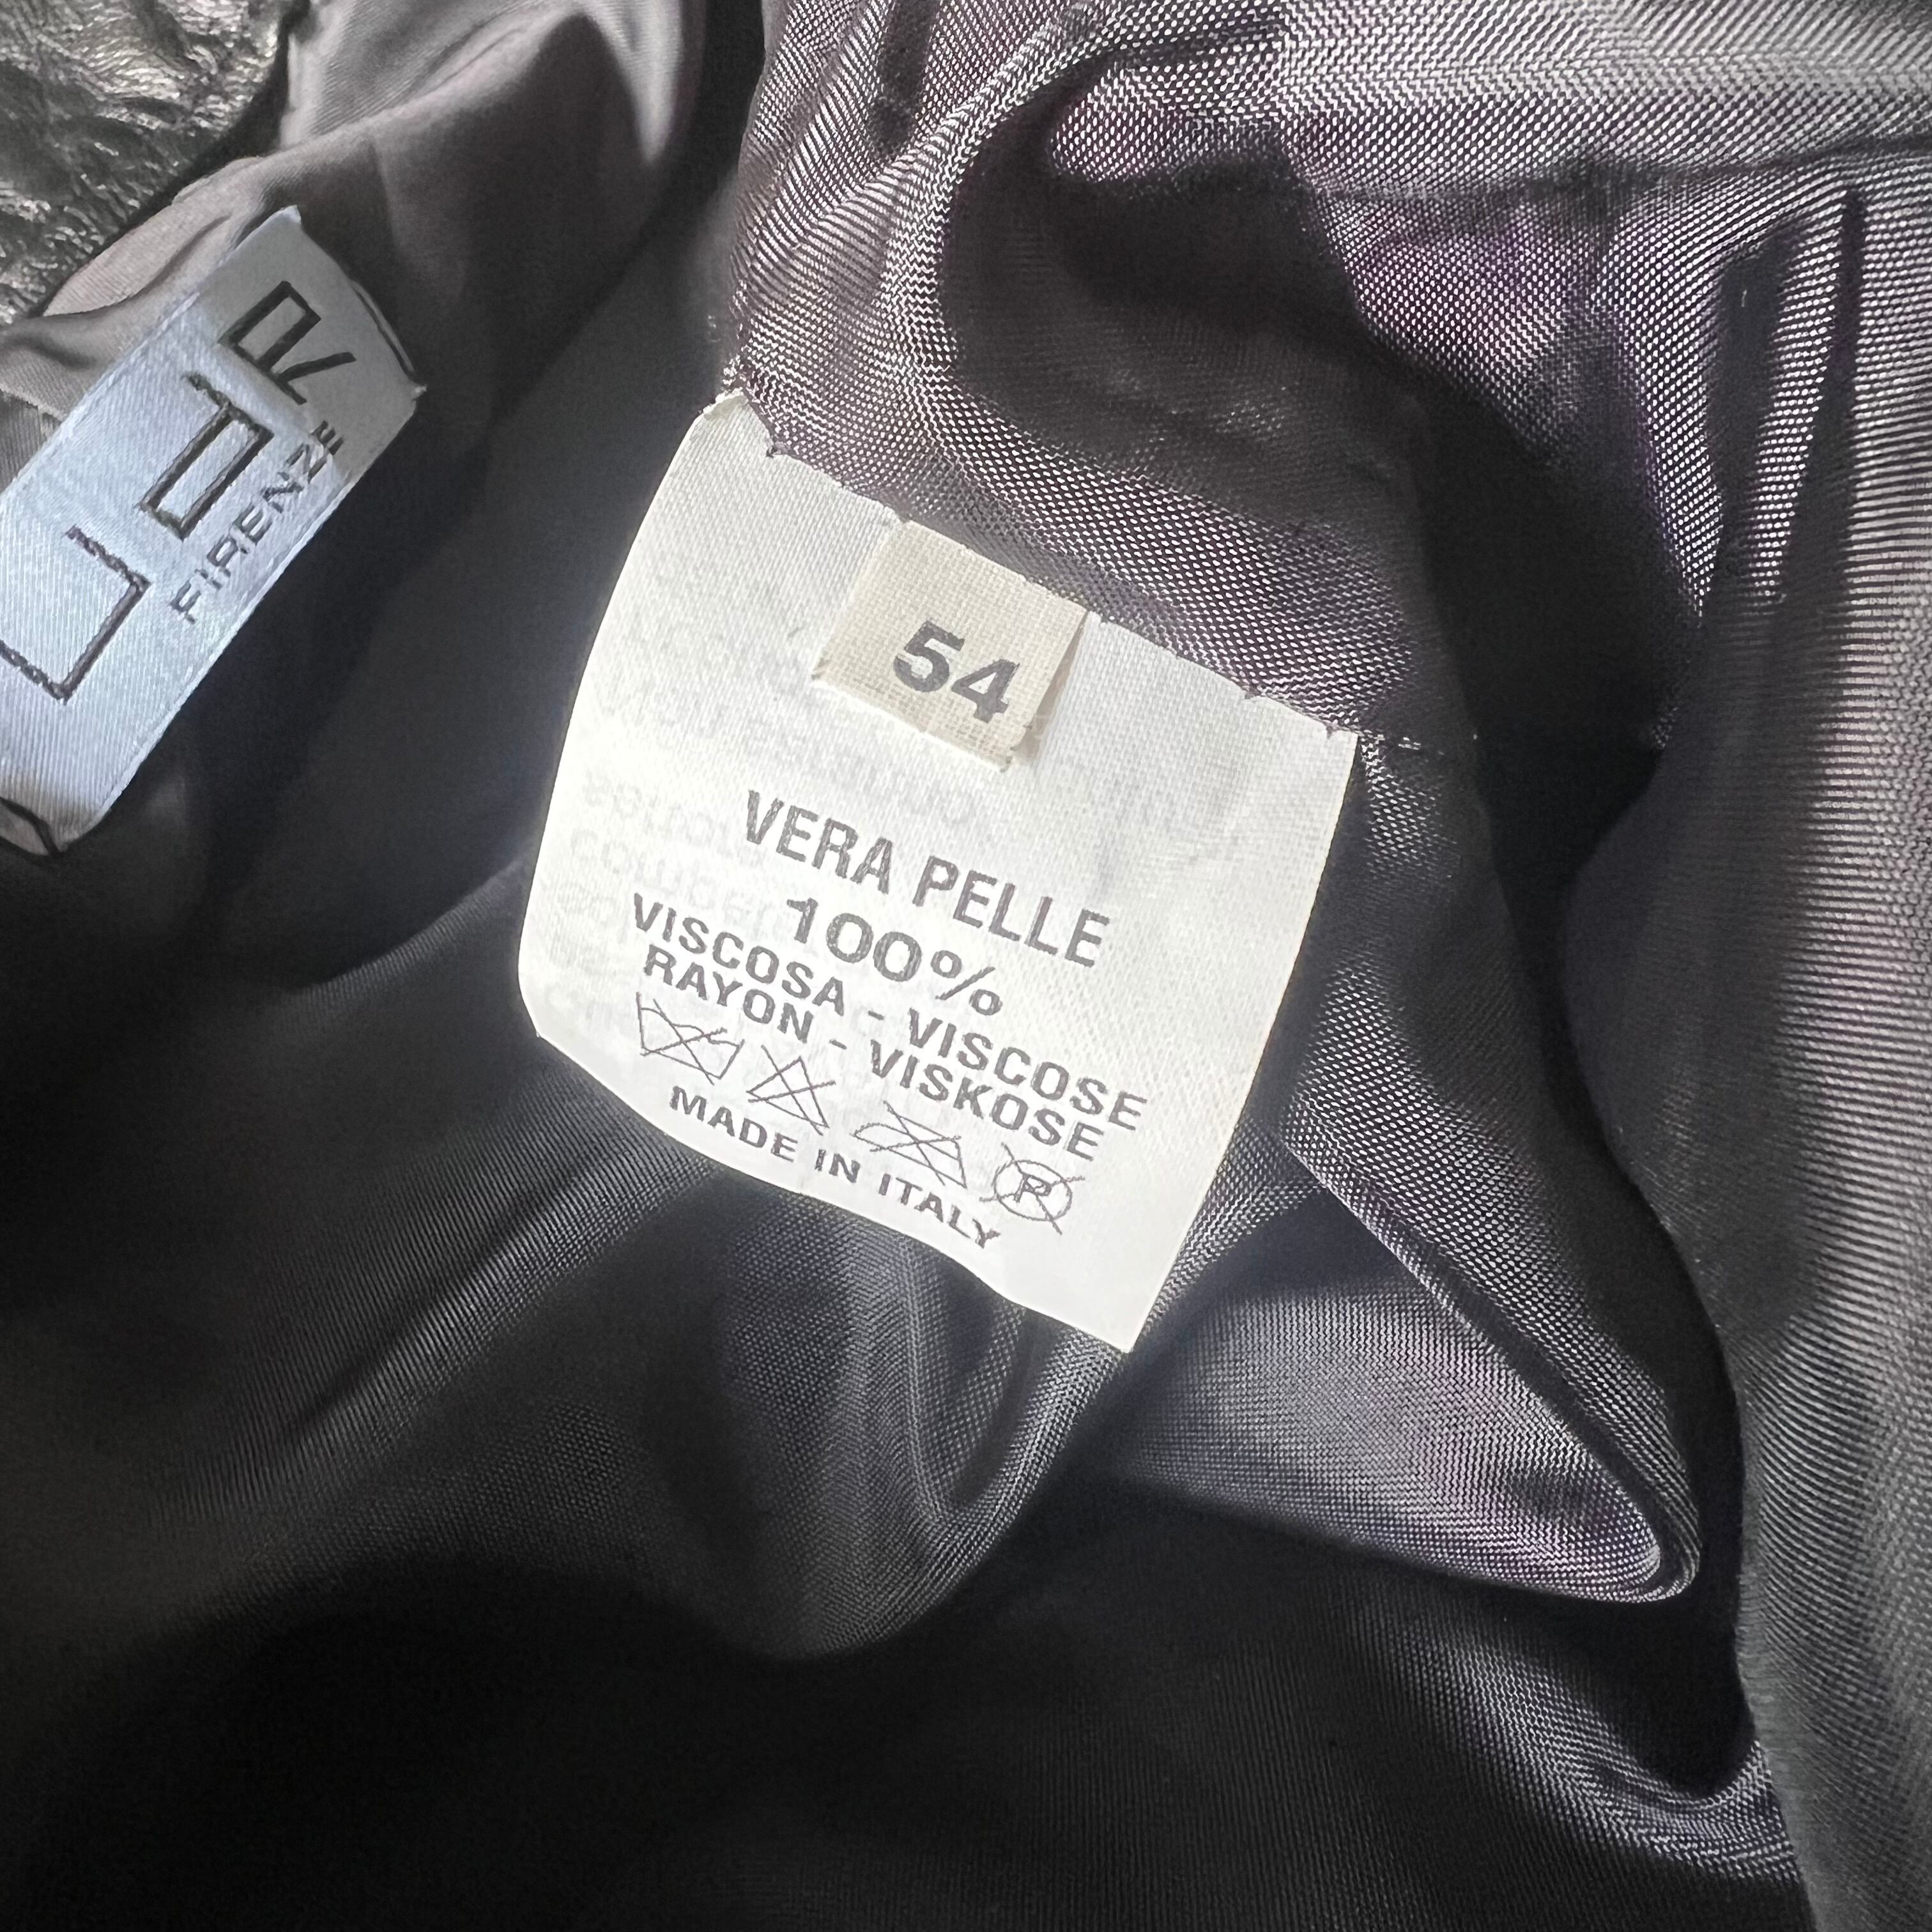 FIRENZE
54
VERA PELLE
100%
VISCOSA - VISCOSE
RAYON - VISKOSE
P
MADE IN ITALY